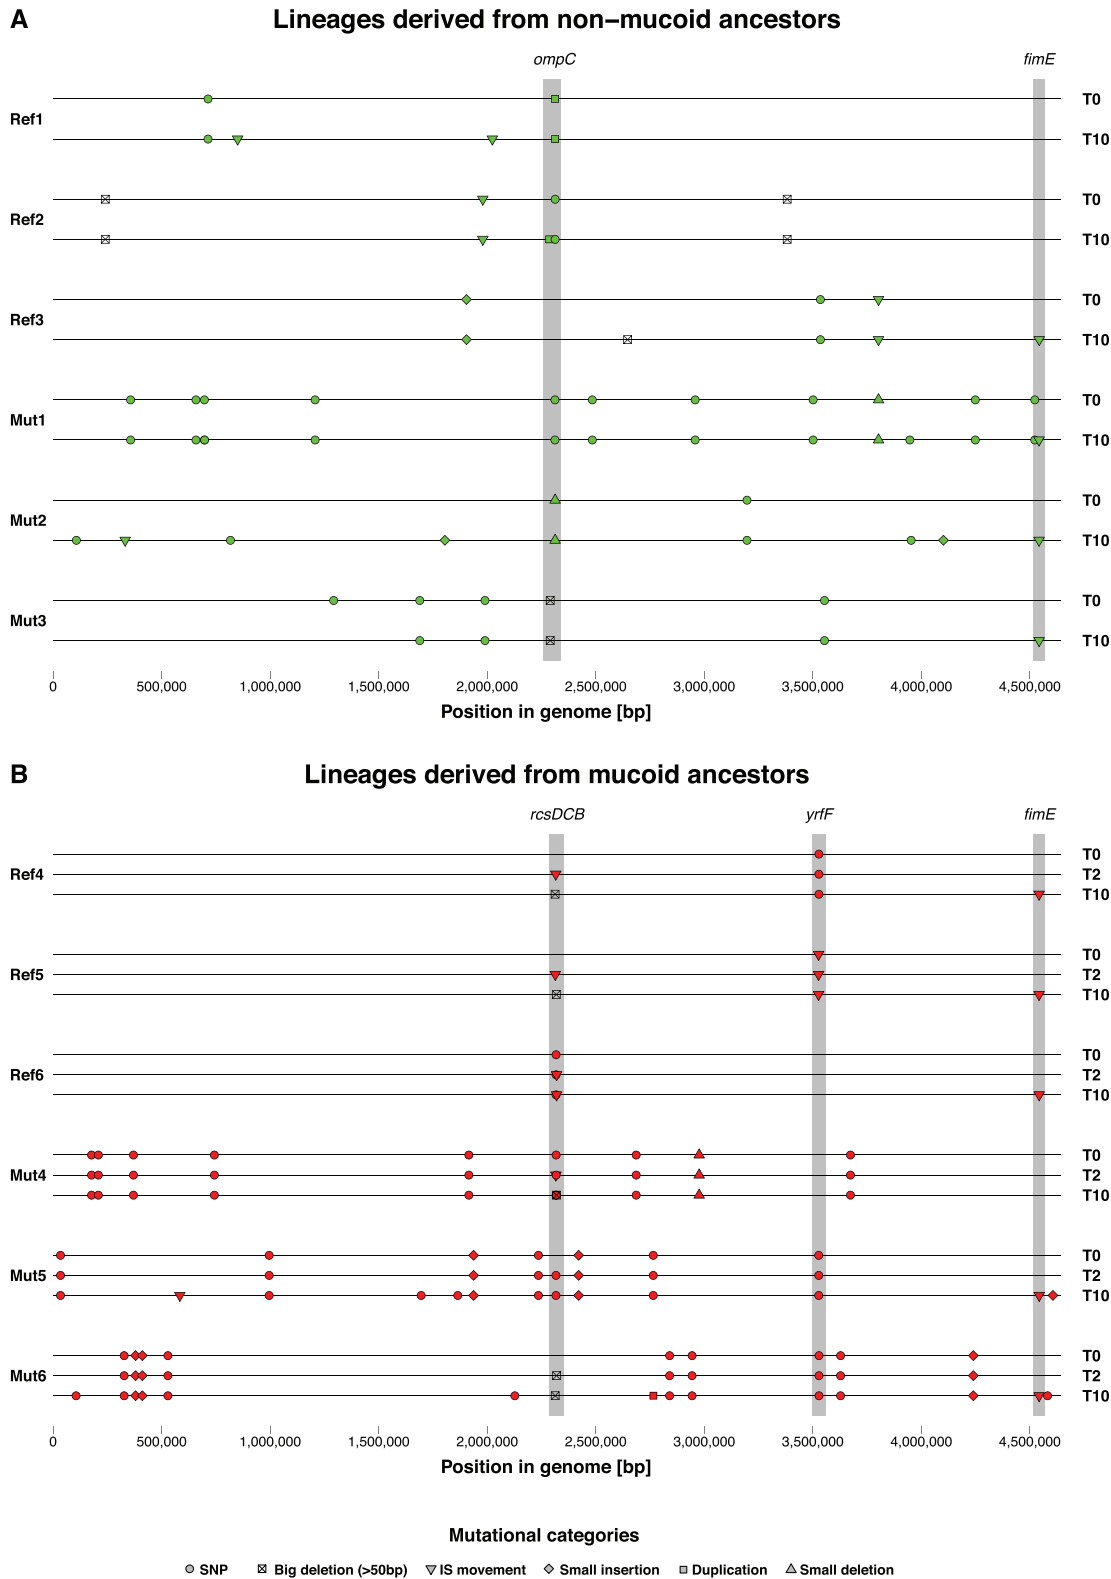 A
Lineages derived from non−mucoid ancestors
ompC
fimE
Ref1
T0
T10
Ref2
T0
T10
Ref3
T0
T10
Mut1
T0
T10
Mut2
T0
T10
Mut3
T0
T10
0 500,000 1,000,000 1,500,000 2,000,000 2,500,000 3,000,000 3,500,000 4,000,000 4,500,000
Position in genome [bp]
B
Lineages derived from mucoid ancestors
rcsDCB
yrfF
fimE
Ref4
T0
T2
T10
Ref5
T0
T2
T10
Ref6
T0
T2
T10
Mut4
T0
T2
T10
Mut5
T0
T2
T10
Mut6
T0
T2
T10
0 500,000 1,000,000 1,500,000 2,000,000 2,500,000 3,000,000 3,500,000 4,000,000 4,500,000
Position in genome [bp]
Mutational categories
SNP Big deletion (>50bp) IS movement Small insertion Duplication Small deletion